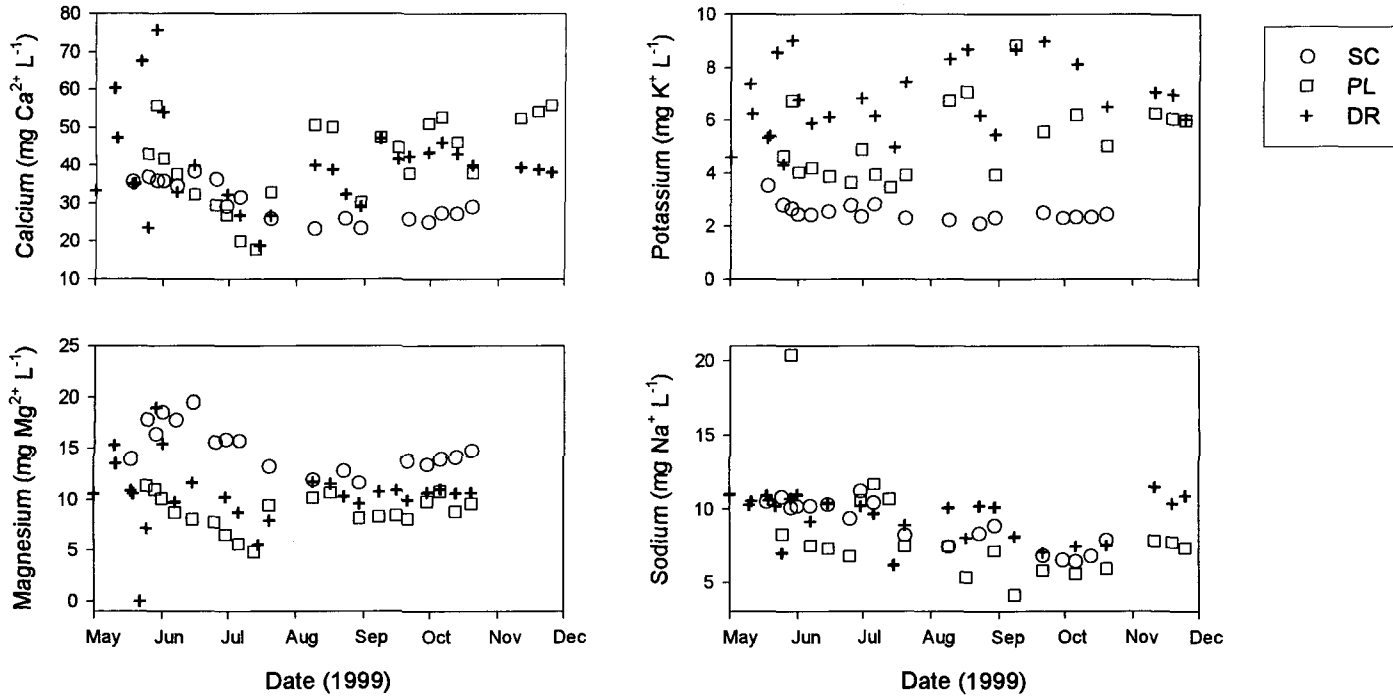 Calcium (mg Ca²⁺ L⁻¹)
80
70
60
50
40
30
20
10
Potassium (mg K⁺ L⁻¹)
10
8
6
4
2
0
SC
PL
DR
Magnesium (mg Mg²⁺ L⁻¹)
25
20
15
10
5
0
May Jun Jul Aug Sep Oct Nov Dec
Date (1999)
Sodium (mg Na⁺ L⁻¹)
20
15
10
5
May Jun Jul Aug Sep Oct Nov Dec
Date (1999)